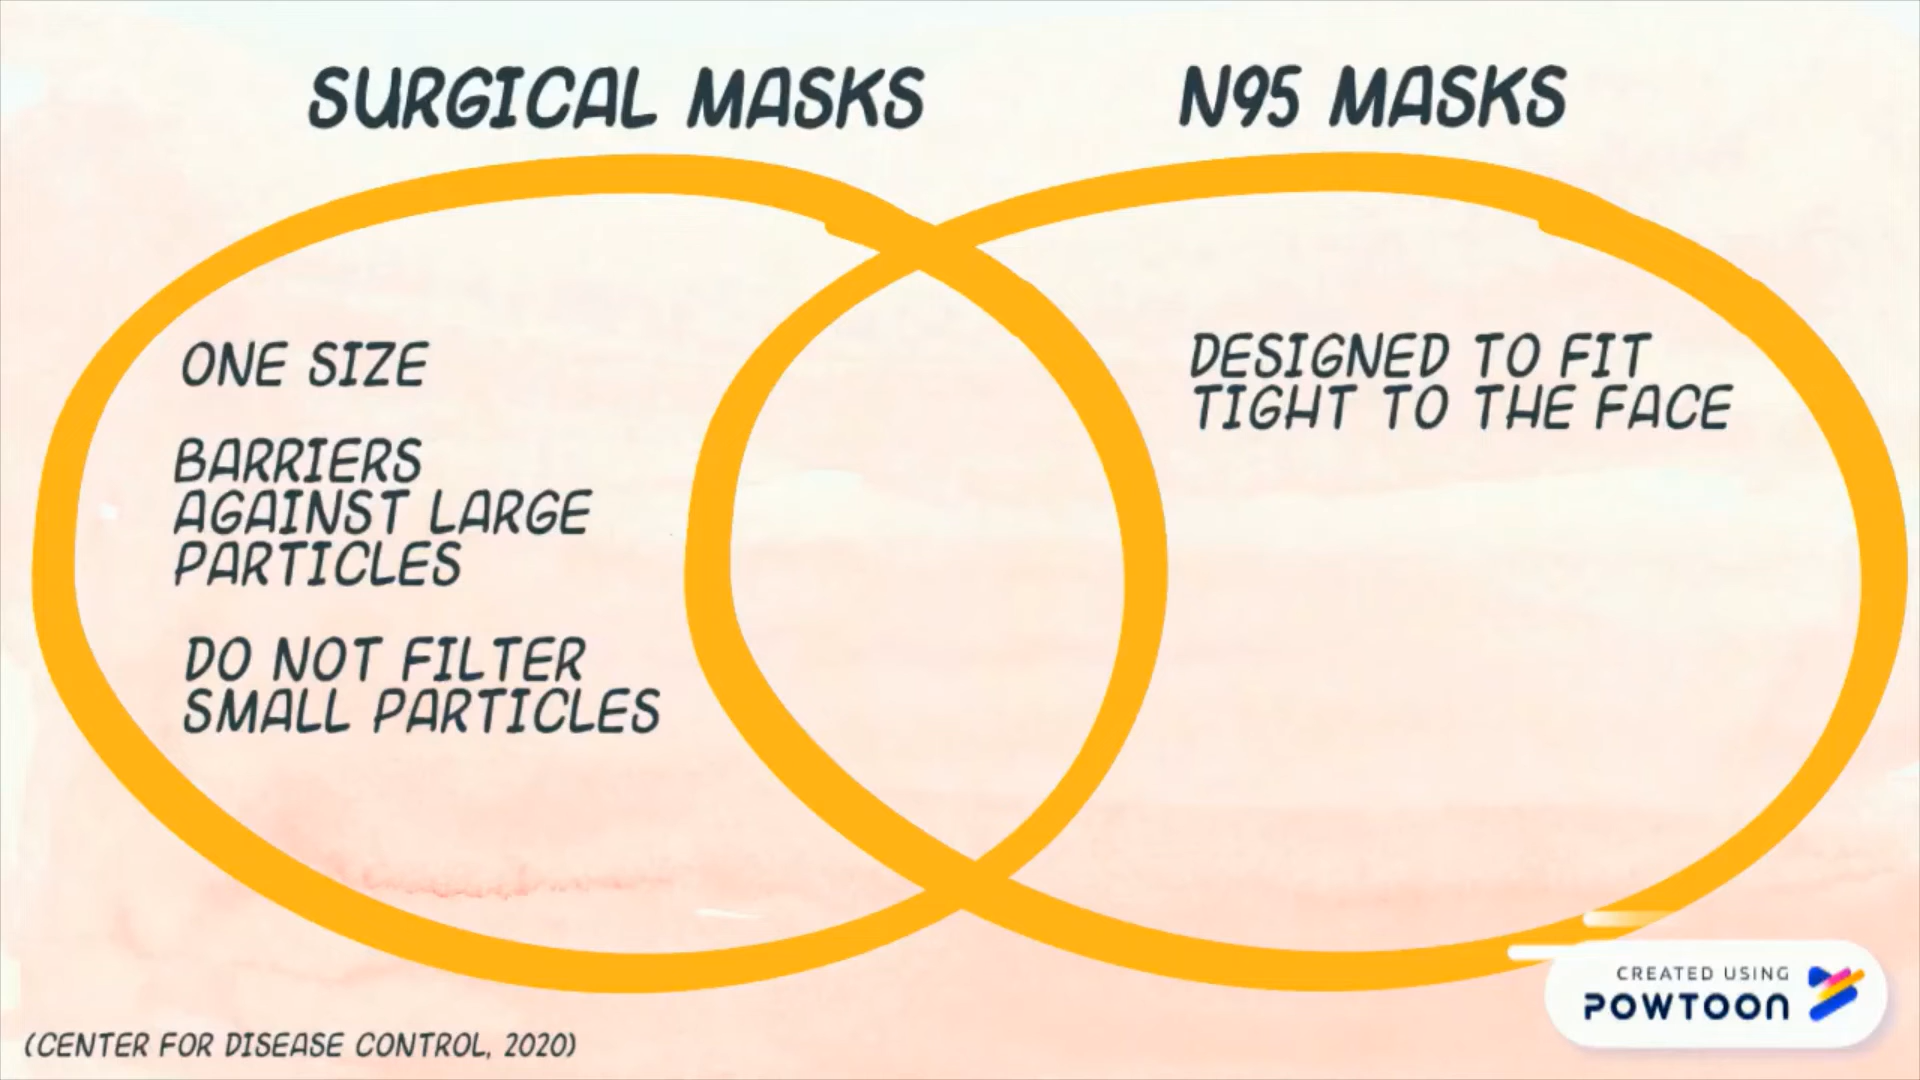 SURGICAL MASKS
N95 MASKS
ONE SIZE
BARRIERS
AGAINST LARGE
PARTICLES
DO NOT FILTER
SMALL PARTICLES
DESIGNED TO FIT
TIGHT TO THE FACE
(CENTER FOR DISEASE CONTROL, 2020)
CREATED USING
POWTOON